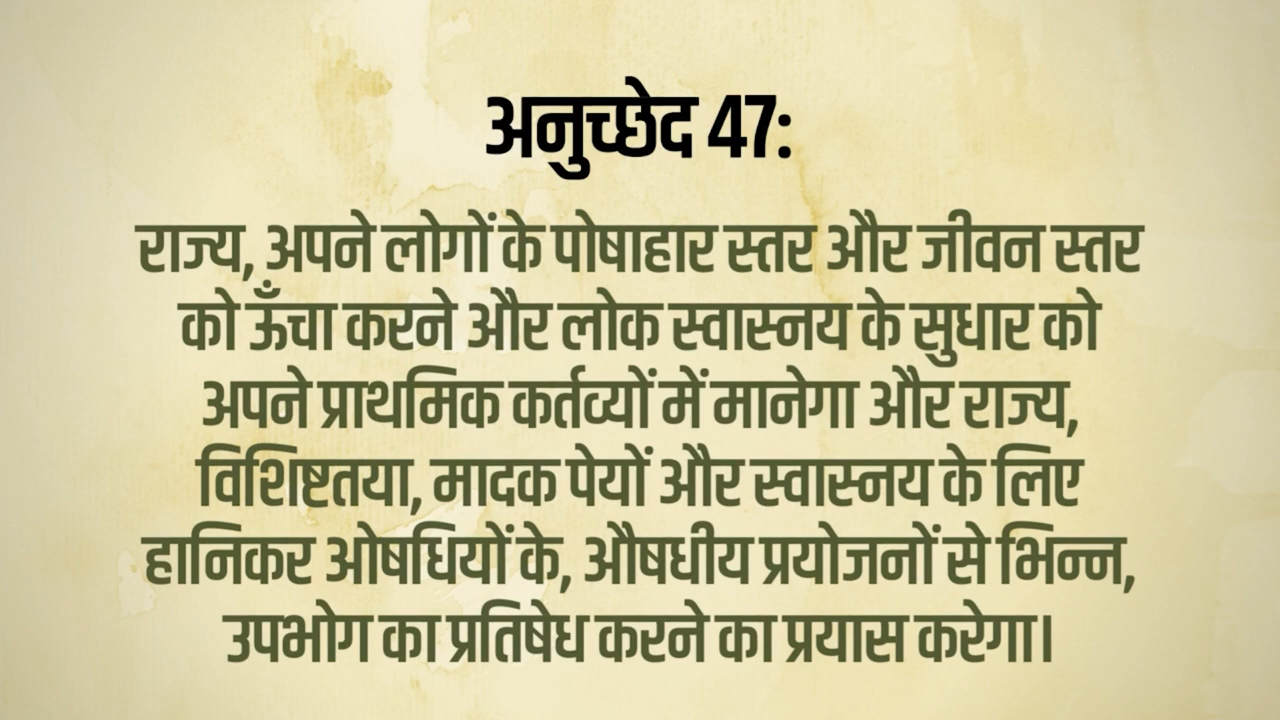 अनुच्छेद 47:
राज्य, अपने लोगों के पोषाहार स्तर और जीवन स्तर
को ऊँचा करने और लोक स्वास्नय के सुधार को
अपने प्राथमिक कर्तव्यों में मानेगा और राज्य,
विशिष्टतया, मादक पेयों और स्वास्नय के लिए
हानिकर ओषधियों के, औषधीय प्रयोजनों से भिन्न,
उपभोग का प्रतिषेध करने का प्रयास करेगा।